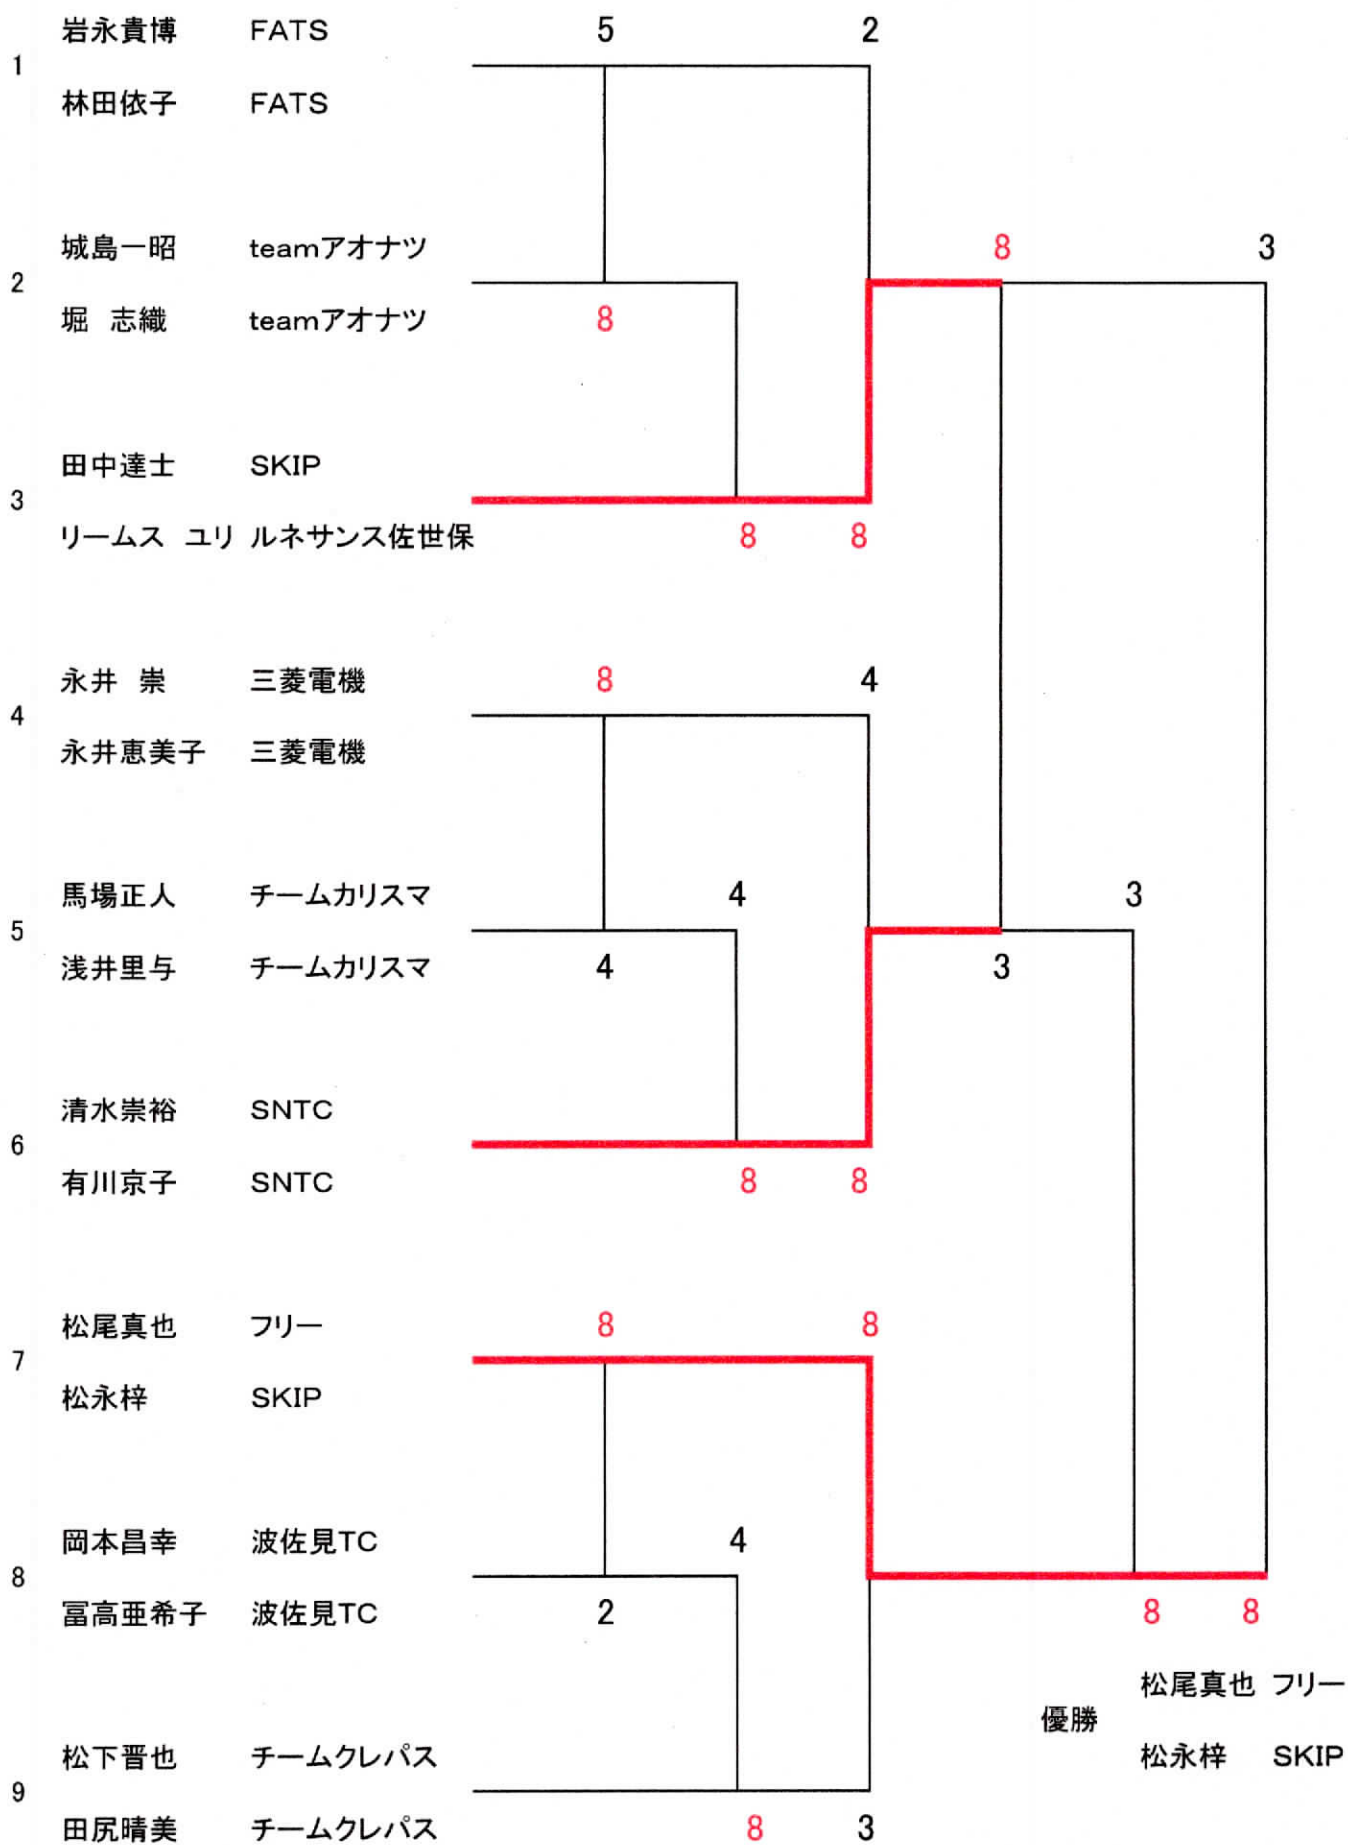 岩永貴博 FATS 5 2
1
林田依子 FATS
城島一昭 teamアオナツ 8 3
2
堀 志織 teamアオナツ 8
田中達士 SKIP
3
リームス ユリ ルネサンス佐世保 8 8
永井 崇 三菱電機 8 4
4
永井恵美子 三菱電機
馬場正人 チームカリスマ 4 3
5
浅井里与 チームカリスマ 4 3
清水崇裕 SNTC
6
有川京子 SNTC 8 8
松尾真也 フリー 8 8
7
松永梓 SKIP
岡本昌幸 波佐見TC 4
8
冨高亜希子 波佐見TC 2 8 8
松尾真也 フリー
優勝
松下晋也 チームクレパス 松永梓 SKIP
9
田尻晴美 チームクレパス 8 3